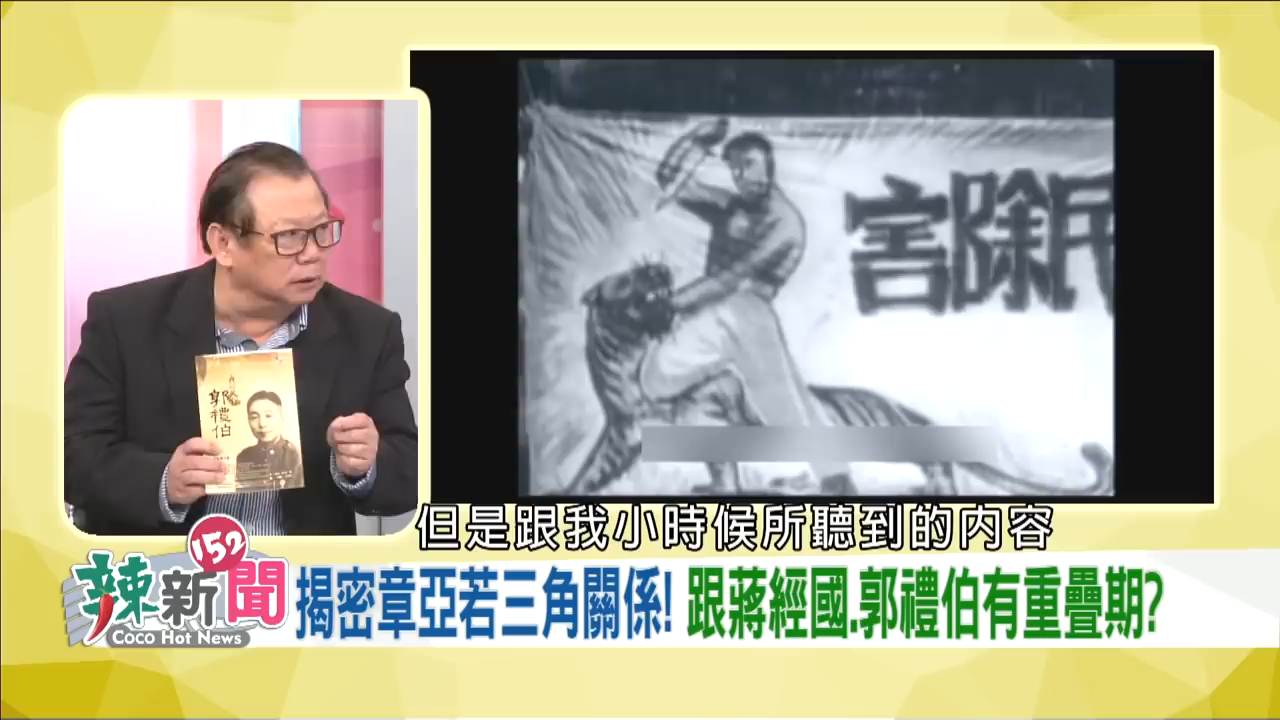 害除民
郭禮伯
但是跟我小時候所聽到的內容
152
辣新聞
Coco Hot News
揭密章亞若三角關係! 跟蔣經國.郭禮伯有重疊期?